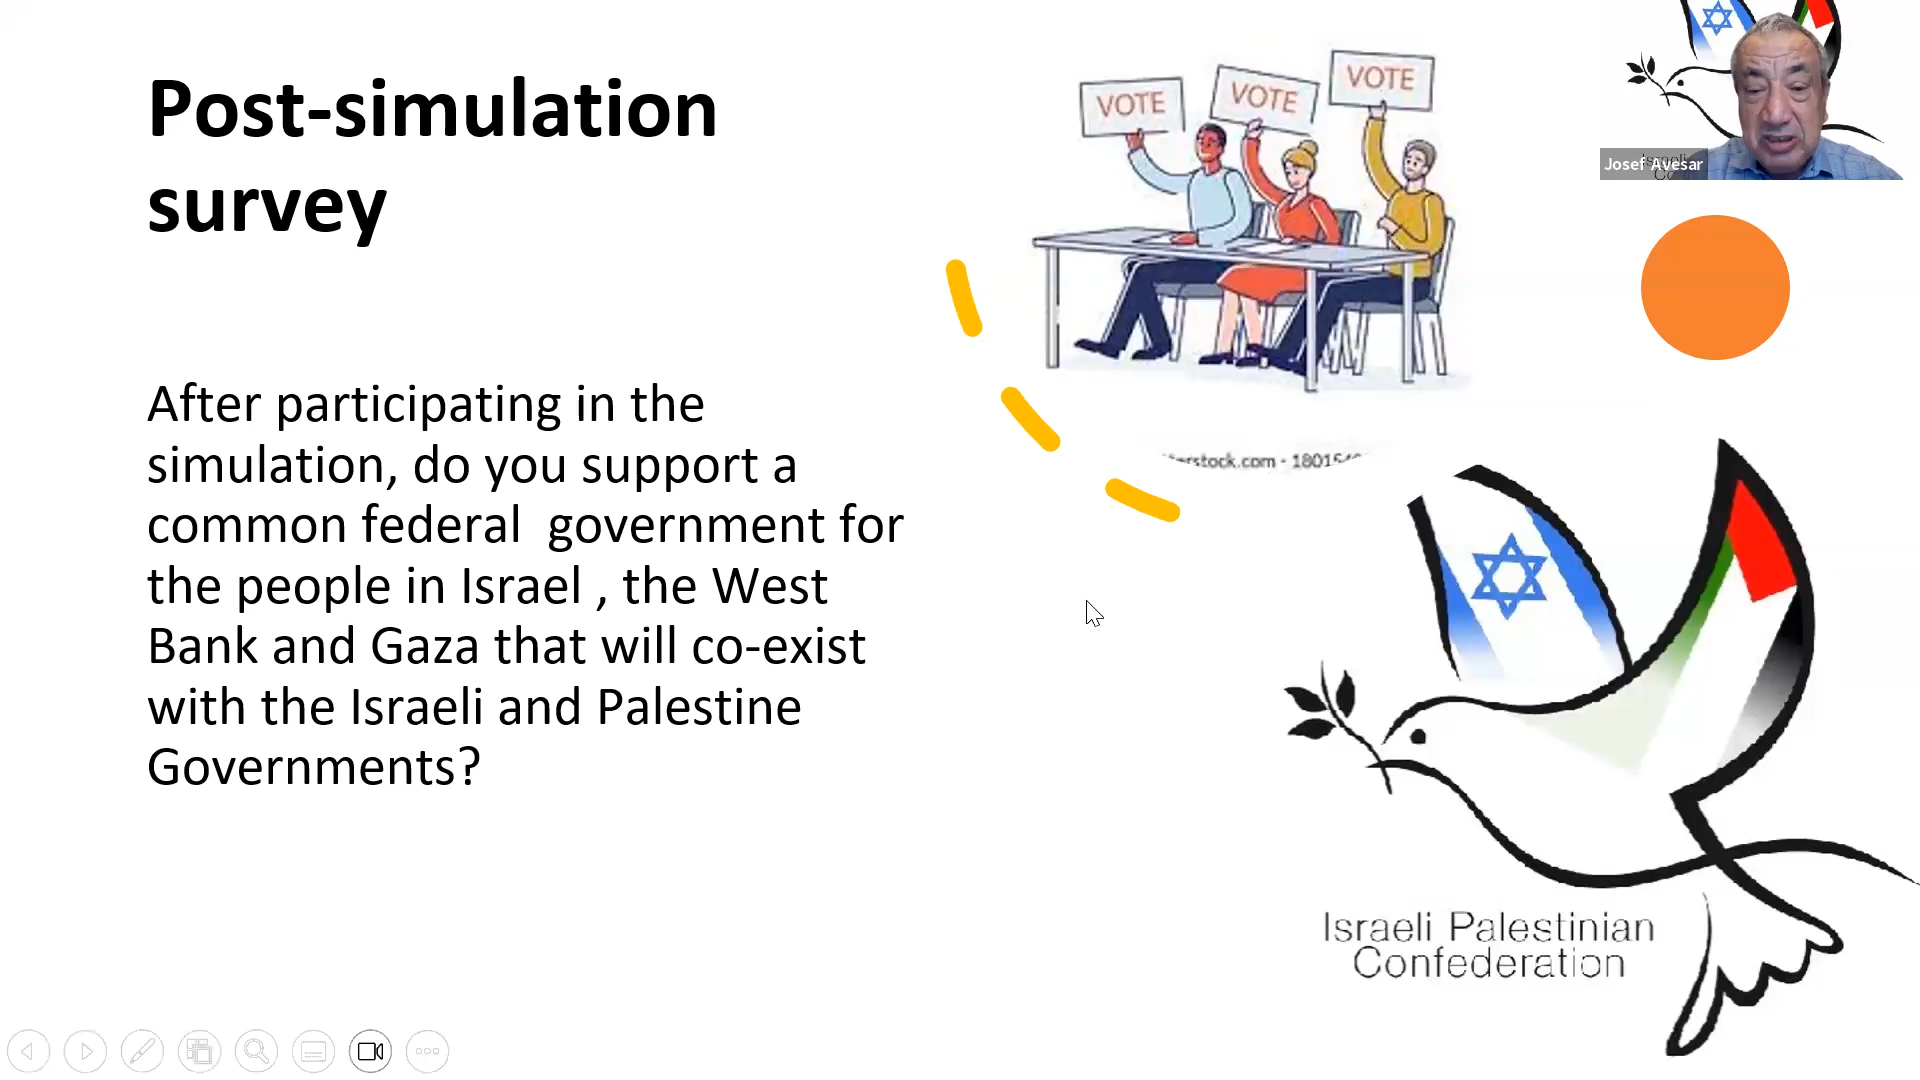 Post-simulation
survey
After participating in the
simulation, do you support a
common federal  government for
the people in Israel , the West
Bank and Gaza that will co-exist
with the Israeli and Palestine
Governments?
VOTE
VOTE
VOTE
Josef Avesar
Israeli Palestinian
Confederation